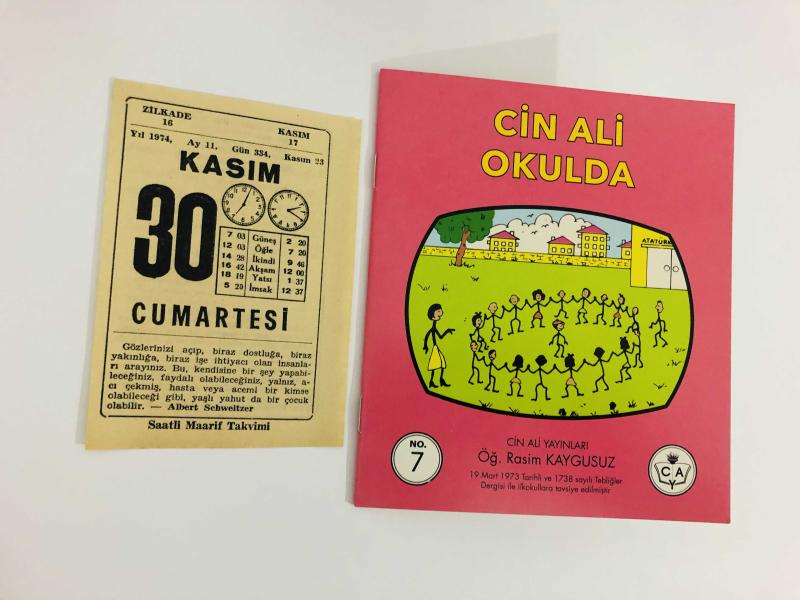 ZİLKADE
16
KASIM
17
Yıl 1974, Ay 11, Gün 334, Kasım 23
KASIM
30
7 03 Güneş 2 20
12 03 Öğle 7 20
14 28 İkindi 9 46
16 42 Akşam 12 00
18 19 Yatsı 1 37
5 20 İmsak 12 37
CUMARTESİ
Gözlerinizi açıp, biraz dostluğa, biraz
yakınlığa, biraz işe ihtiyacı olan insanla-
rı arayınız. Bu, kendisine bir şey yapabi-
leceğiniz, faydalı olabileceğiniz, yalnız, a-
cı çekmiş, hasta veya acemi bir kimse
olabileceği gibi, yaşlı yahut da bir çocuk
olabilir. — Albert Schweitzer
Saatli Maarif Takvimi
CİN ALİ
OKULDA
ATATÜRK
NO.
7
CİN ALİ YAYINLARI
Öğ. Rasim KAYGUSUZ
19 Mart 1973 Tarihli ve 1738 sayılı Tebliğler
Dergisi ile ilkokullara tavsiye edilmiştir
C A
Y